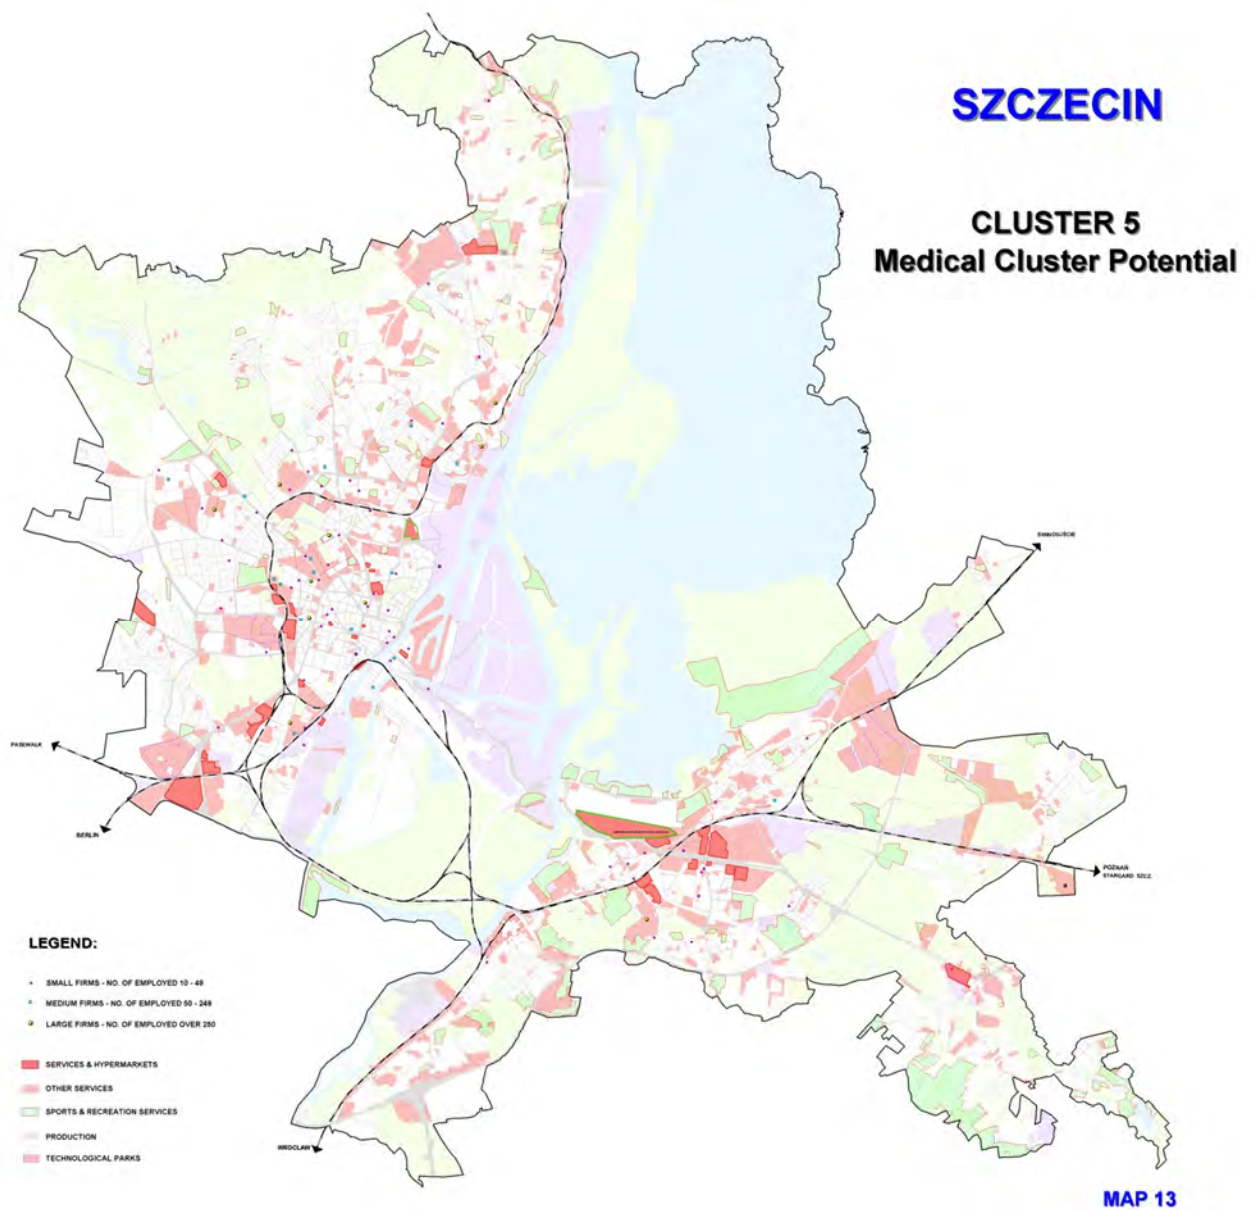 SZCZECIN
CLUSTER 5
Medical Cluster Potential
ŚWINOUJŚCIE
PASEWALK
BERLIN
POZNAŃ
STARGARD SZCZ.
LEGEND:
SMALL FIRMS - NO. OF EMPLOYED 10 - 49
MEDIUM FIRMS - NO. OF EMPLOYED 50 - 249
LARGE FIRMS - NO. OF EMPLOYED OVER 250
SERVICES & HYPERMARKETS
OTHER SERVICES
SPORTS & RECREATION SERVICES
PRODUCTION
TECHNOLOGICAL PARKS
WROCŁAW
MAP 13